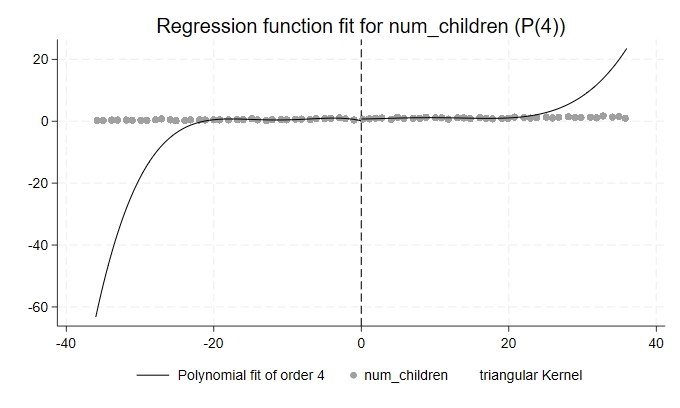 Regression function fit for num_children (P(4))
20
0
-20
-40
-60
-40 -20 0 20 40
Polynomial fit of order 4 num_children triangular Kernel